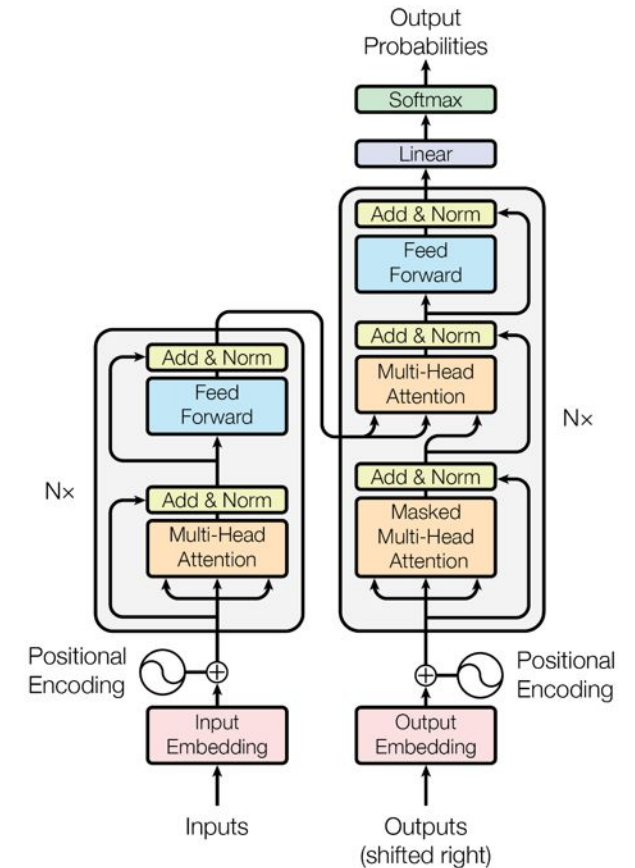 Output
Probabilities
Softmax
Linear
Add & Norm
Feed
Forward
Add & Norm
Multi-Head
Attention
Add & Norm
Masked
Multi-Head
Attention
N×
Add & Norm
Feed
Forward
Add & Norm
Multi-Head
Attention
N×
Positional
Encoding
Positional
Encoding
Input
Embedding
Output
Embedding
Inputs
Outputs
(shifted right)